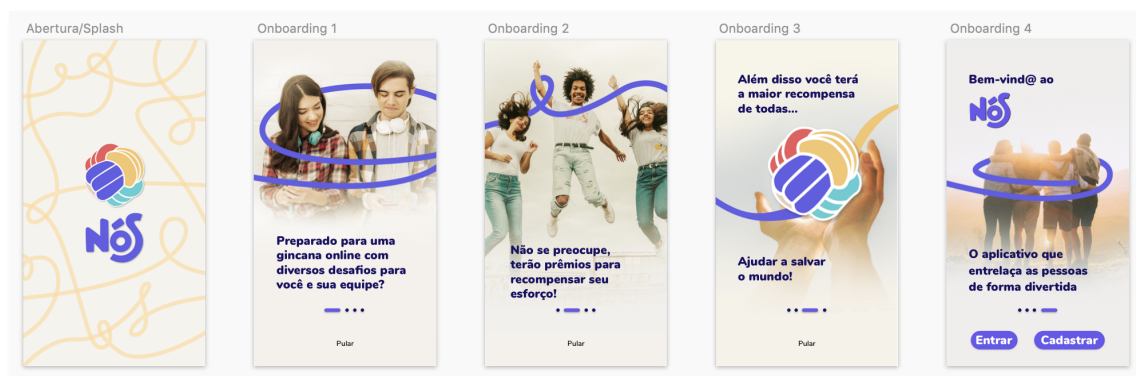 Abertura/Splash
NóS
Onboarding 1
Preparado para uma
gincana online com
diversos desafios para
você e sua equipe?
Pular
Onboarding 2
Não se preocupe,
terão prêmios para
recompensar seu
esforço!
Pular
Onboarding 3
Além disso você terá
a maior recompensa
de todas...
Ajudar a salvar
o mundo!
Pular
Onboarding 4
Bem-vind@ ao
NóS
O aplicativo que
entrelaça as pessoas
de forma divertida
Entrar
Cadastrar